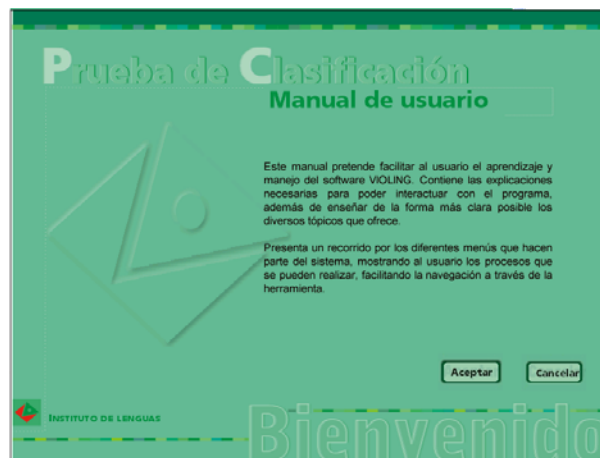 Prueba de Clasificación
Manual de usuario
Este manual pretende facilitar al usuario el aprendizaje y
manejo del software VIOLING. Contiene las explicaciones
necesarias para poder interactuar con el programa,
además de enseñar de la forma más clara posible los
diversos tópicos que ofrece.
Presenta un recorrido por los diferentes menús que hacen
parte del sistema, mostrando al usuario los procesos que
se pueden realizar, facilitando la navegación a través de la
herramienta.
Aceptar Cancelar
INSTITUTO DE LENGUAS
Bienvenido